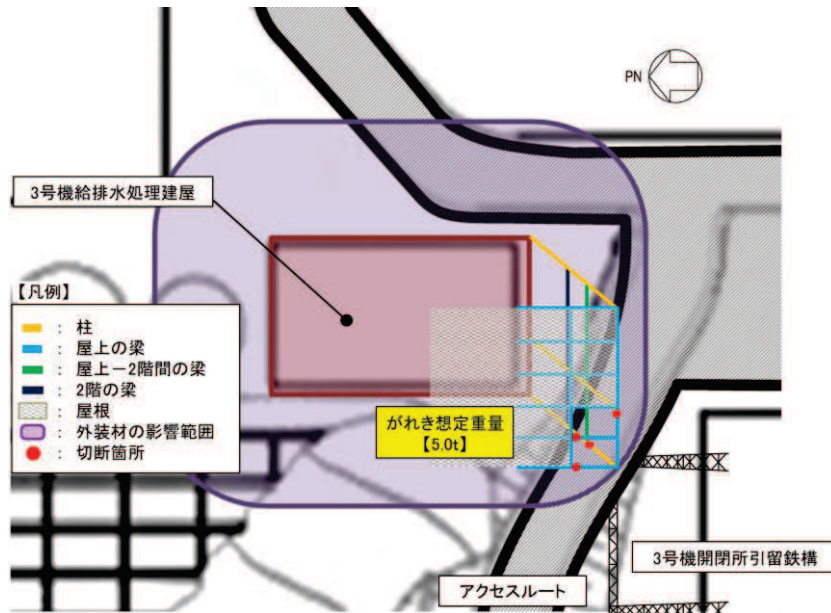 PN
3号機給排水処理建屋
【凡例】
： 柱
： 屋上の梁
： 屋上－2階間の梁
： 2階の梁
： 屋根
： 外装材の影響範囲
： 切断箇所
がれき想定重量
【5.0t】
3号機開閉所引留鉄構
アクセスルート